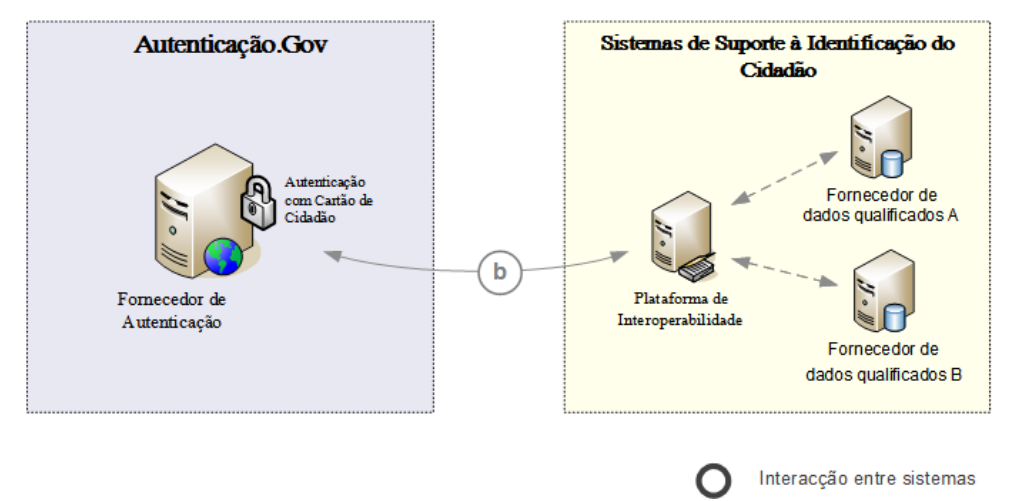 Autenticação.Gov
Autenticação
com Cartão de
Cidadão
Fornecedor de
Autenticação
b
Sistemas de Suporte à Identificação do
Cidadão
Fornecedor de
dados qualificados A
Plataforma de
Interoperabilidade
Fornecedor de
dados qualificados B
Interacção entre sistemas